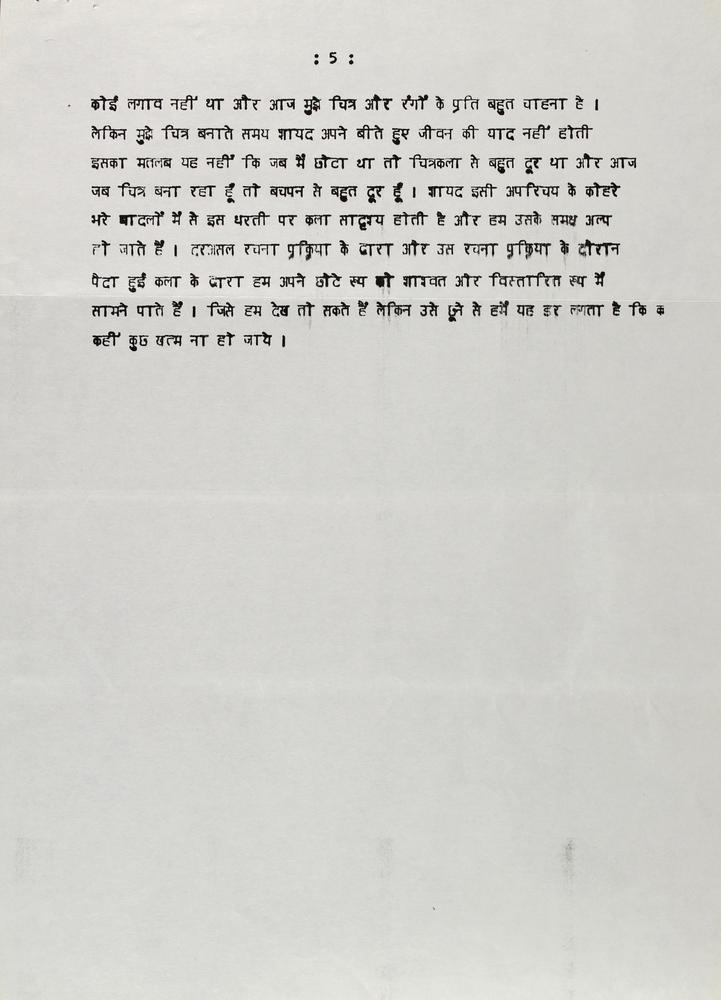 : 5 :
कोई लगाव नहीं था और आज मुझे चित्र और रंगों के प्रति बहुत चाहना है ।
लेकिन मुझे चित्र बनाते समय शायद अपने बीते हुए जीवन की याद नहीं होती
इसका मतलब यह नहीं कि जब मैं छोटा था तो चित्रकला से बहुत दूर था और आज
जब चित्र बना रहा हूँ तो बचपन से बहुत दूर हूँ । शायद इसी अपरिचय के कोहरे
भरे बादलों में से इस धरती पर कला सादृश्य होती है और हम उसके समक्ष अल्प
हो जाते हैं । दरअसल रचना प्रक्रिया के द्वारा और उस रचना प्रक्रिया के दौरान
पैदा हुई कला के द्वारा हम अपने छोटे रूप को शाश्वत और विस्तारित रूप में
सामने पाते हैं । जिसे हम देख तो सकते हैं लेकिन उसे छूने से हमें यह डर लगता है कि क
कहीं कुछ खत्म ना हो जाये ।